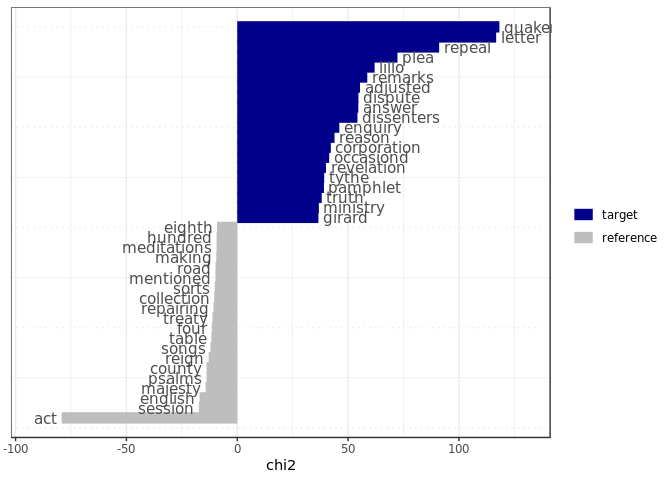 quaker
letter
repeal
plea
lillo
remarks
adjusted
dispute
answer
dissenters
enquiry
reason
corporation
occasiond
revelation
tythe
pamphlet
truth
ministry
girard
eighth
hundred
meditations
making
road
mentioned
sorts
collection
repairing
treaty
four
table
songs
reign
county
psalms
majesty
english
session
act
target
reference
-100 -50 0 50 100
chi2